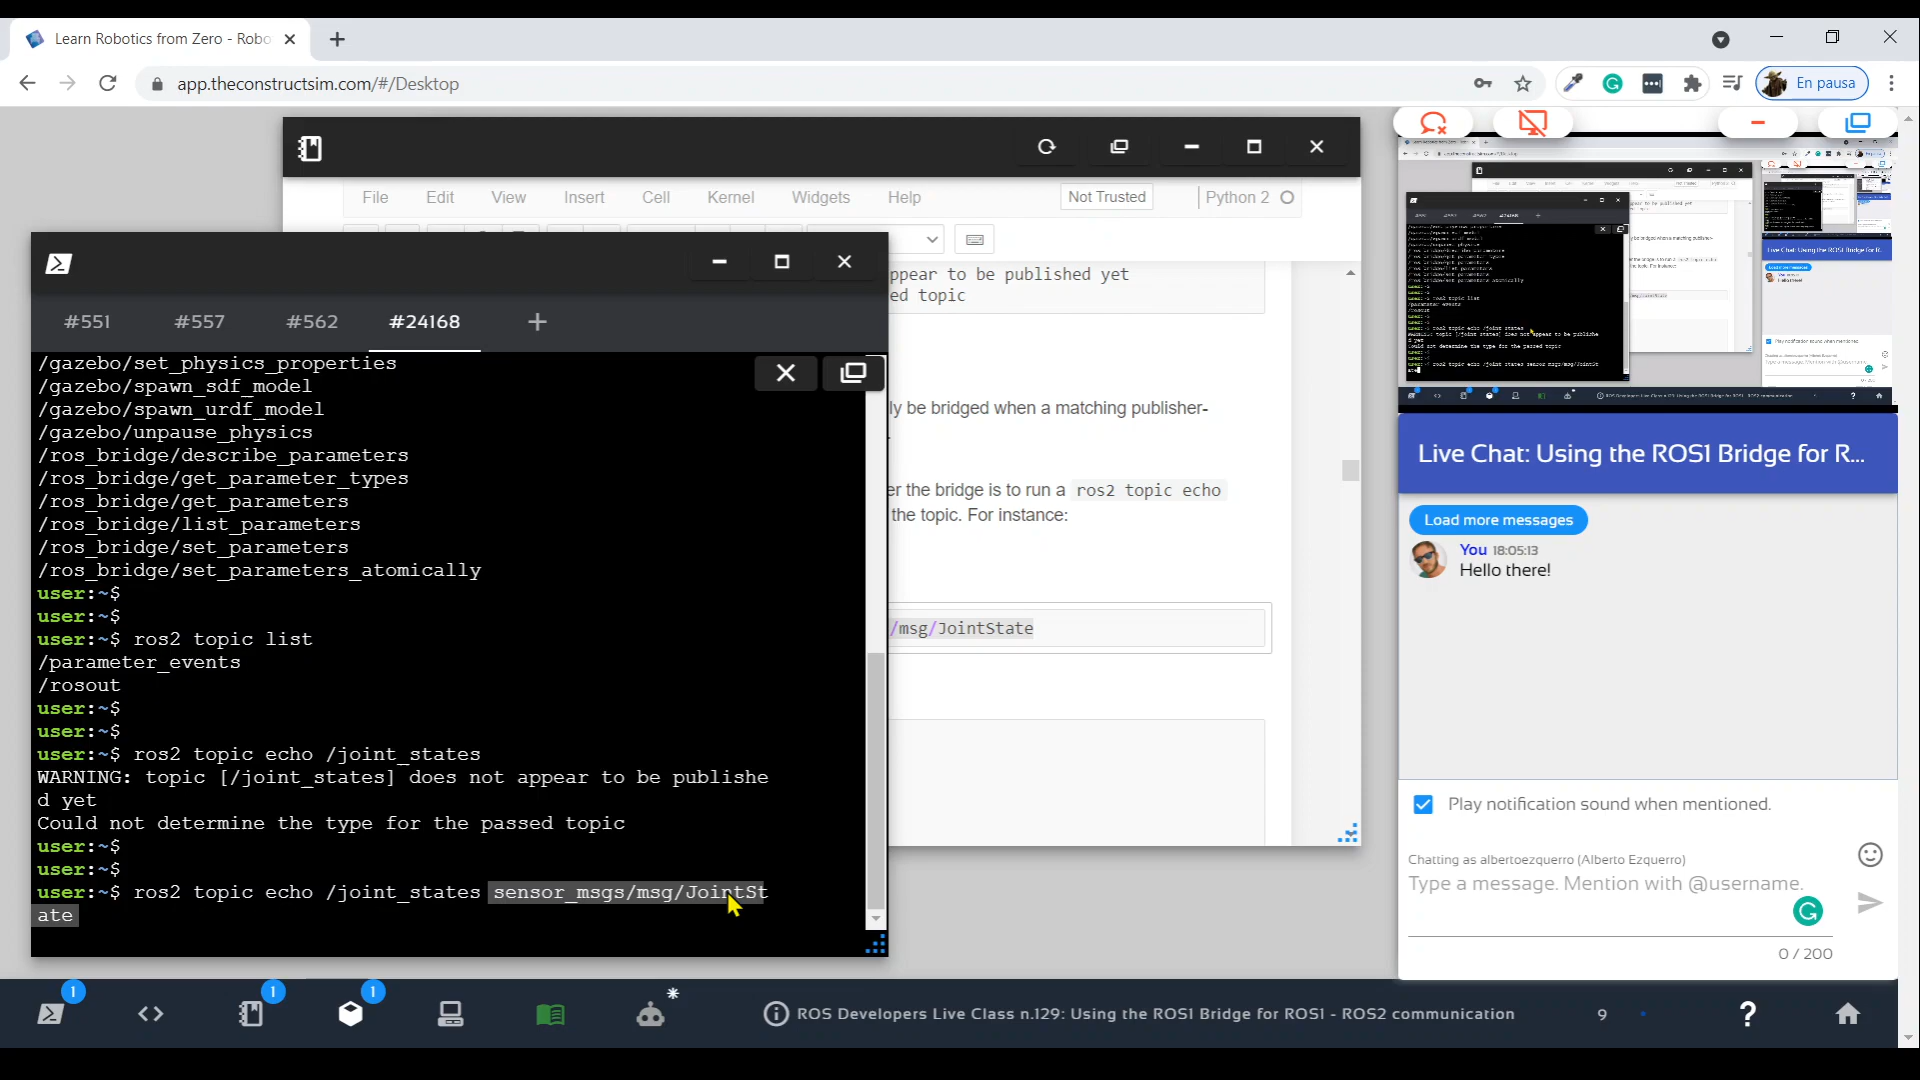 Learn Robotics from Zero - Robo
app.theconstructsim.com/#/Desktop
En pausa
File Edit View Insert Cell Kernel Widgets Help
Not Trusted
Python 2
ppear to be published yet
ed topic
ly be bridged when a matching publisher-
er the bridge is to run a ros2 topic echo
the topic. For instance:
/msg/JointState
#551 #557 #562 #24168 +
/gazebo/set_physics_properties
/gazebo/spawn_sdf_model
/gazebo/spawn_urdf_model
/gazebo/unpause_physics
/ros_bridge/describe_parameters
/ros_bridge/get_parameter_types
/ros_bridge/get_parameters
/ros_bridge/list_parameters
/ros_bridge/set_parameters
/ros_bridge/set_parameters_atomically
user:~$
user:~$
user:~$ ros2 topic list
/parameter_events
/rosout
user:~$
user:~$
user:~$ ros2 topic echo /joint_states
WARNING: topic [/joint_states] does not appear to be publishe
d yet
Could not determine the type for the passed topic
user:~$
user:~$
user:~$ ros2 topic echo /joint_states sensor_msgs/msg/JointSt
ate
Live Chat: Using the ROS1 Bridge for R...
Load more messages
You 18:05:13
Hello there!
Play notification sound when mentioned.
Chatting as albertoezquerro (Alberto Ezquerro)
Type a message. Mention with @username.
0 / 200
1
1
1
ROS Developers Live Class n.129: Using the ROS1 Bridge for ROS1 - ROS2 communication
9
?